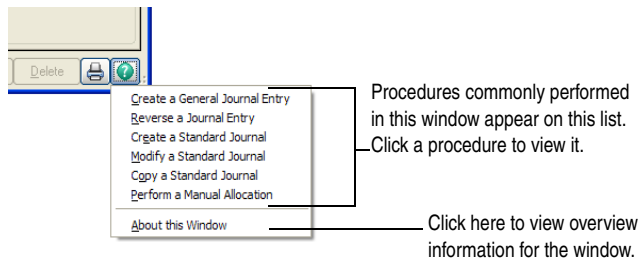 Delete
Create a General Journal Entry
Reverse a Journal Entry
Create a Standard Journal
Modify a Standard Journal
Copy a Standard Journal
Perform a Manual Allocation
About this Window
Procedures commonly performed
in this window appear on this list.
Click a procedure to view it.
Click here to view overview
information for the window.